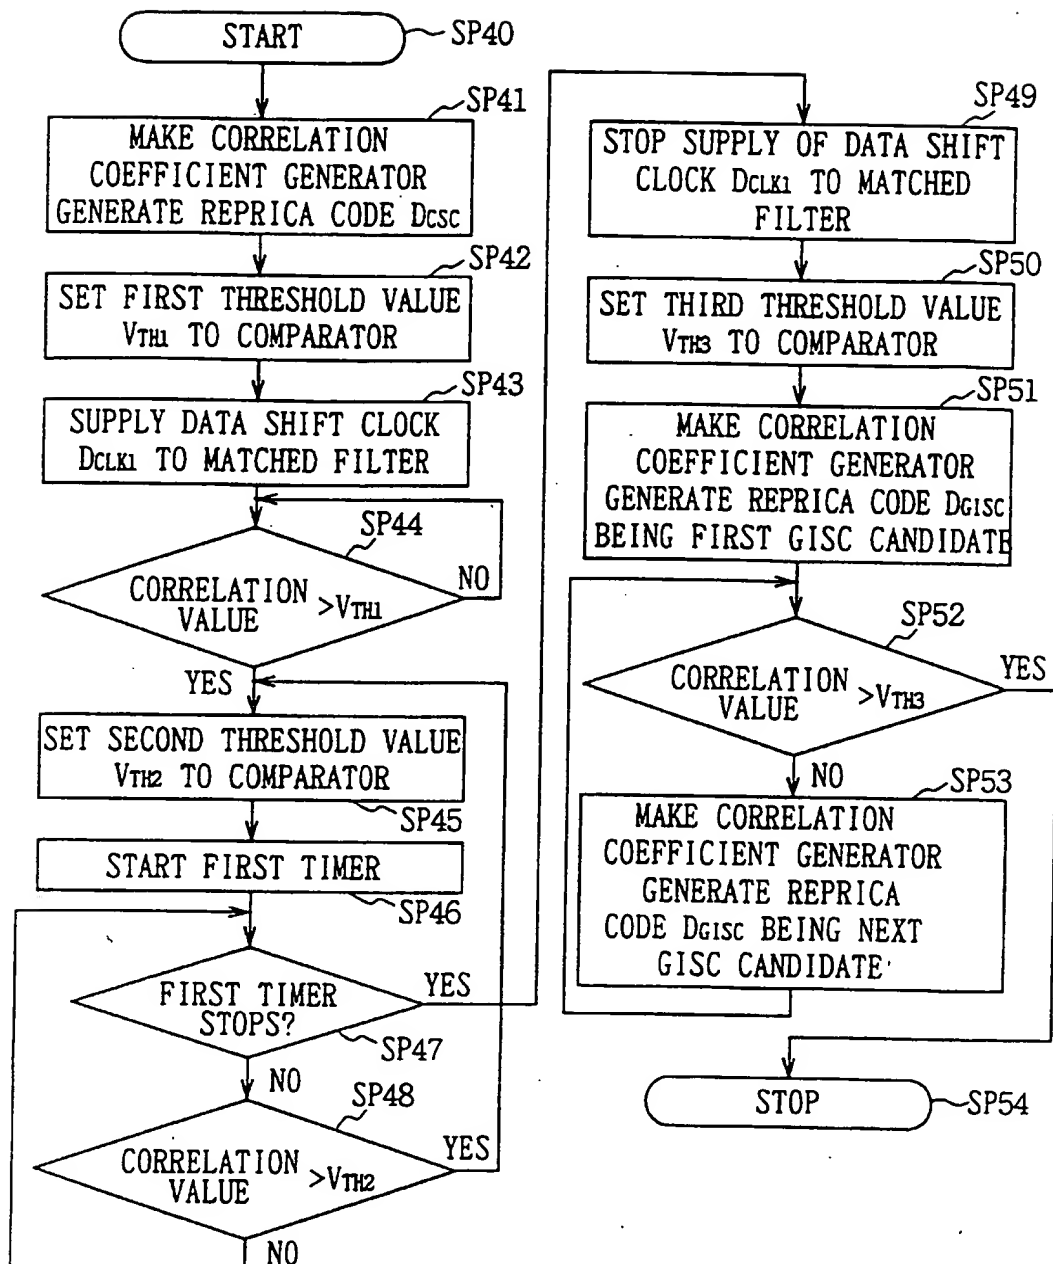 START
SP40
SP41
MAKE CORRELATION
COEFFICIENT GENERATOR
GENERATE REPRICA CODE DCSC
SP42
SET FIRST THRESHOLD VALUE
VTH1 TO COMPARATOR
SP43
SUPPLY DATA SHIFT CLOCK
DCLK1 TO MATCHED FILTER
SP44
CORRELATION
VALUE >VTH1
NO
YES
SET SECOND THRESHOLD VALUE
VTH2 TO COMPARATOR
SP45
START FIRST TIMER
SP46
FIRST TIMER
STOPS?
YES
SP47
NO
SP48
CORRELATION
VALUE >VTH2
YES
NO
SP49
STOP SUPPLY OF DATA SHIFT
CLOCK DCLK1 TO MATCHED
FILTER
SP50
SET THIRD THRESHOLD VALUE
VTH3 TO COMPARATOR
SP51
MAKE CORRELATION
COEFFICIENT GENERATOR
GENERATE REPRICA CODE DGISC
BEING FIRST GISC CANDIDATE
SP52
CORRELATION
VALUE >VTH3
YES
NO
SP53
MAKE CORRELATION
COEFFICIENT GENERATOR
GENERATE REPRICA
CODE DGISC BEING NEXT
GISC CANDIDATE
STOP
SP54